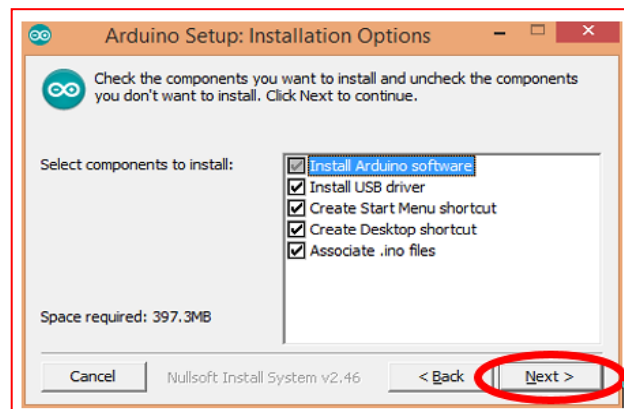 Arduino Setup: Installation Options
Check the components you want to install and uncheck the components
you don't want to install. Click Next to continue.
Select components to install:
Install Arduino software
Install USB driver
Create Start Menu shortcut
Create Desktop shortcut
Associate .ino files
Space required: 397.3MB
Cancel
Nullsoft Install System v2.46
< Back
Next >